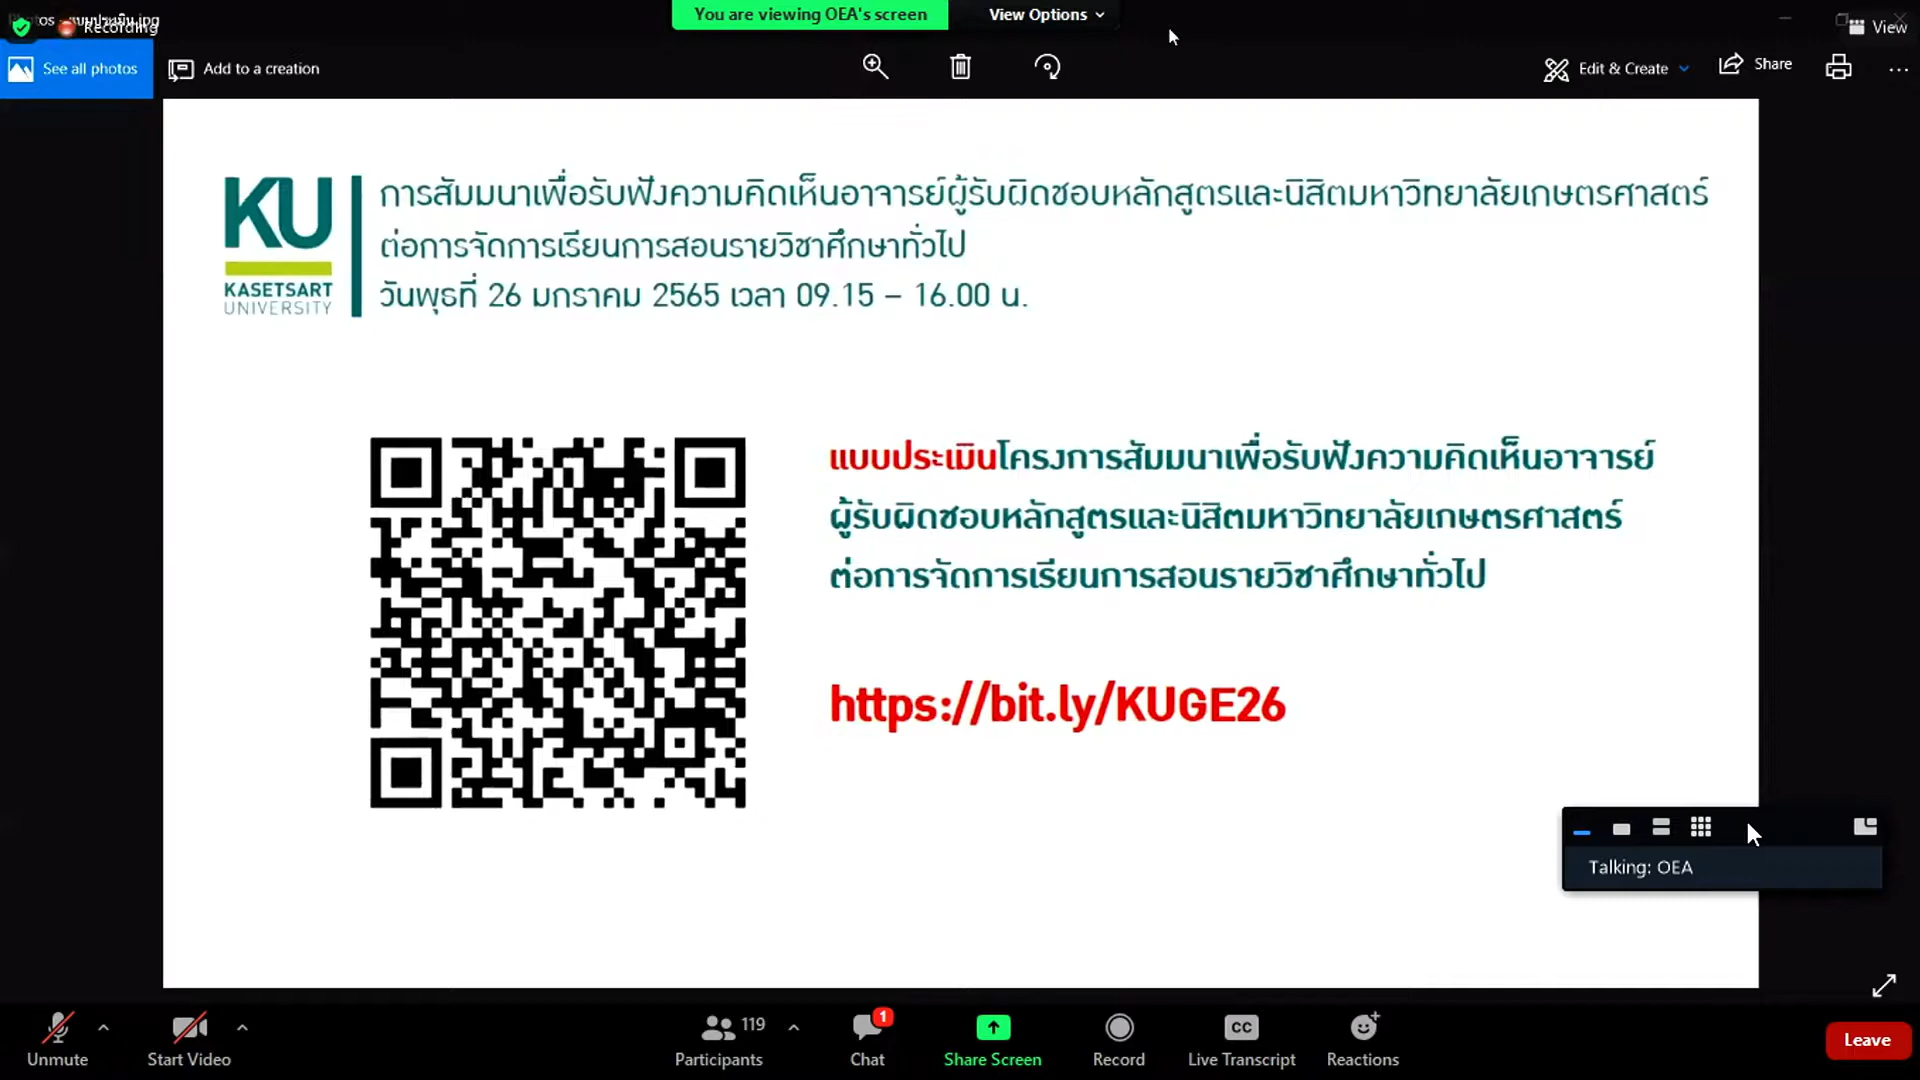 Recording
You are viewing OEA's screen
View Options
View
See all photos
Add to a creation
Edit & Create
Share
KU
KASETSART
UNIVERSITY
การสัมมนาเพื่อรับฟังความคิดเห็นอาจารย์ผู้รับผิดชอบหลักสูตรและนิสิตมหาวิทยาลัยเกษตรศาสตร์
ต่อการจัดการเรียนการสอนรายวิชาศึกษาทั่วไป
วันพุธที่ 26 มกราคม 2565 เวลา 09.15 – 16.00 น.
แบบประเมินโครงการสัมมนาเพื่อรับฟังความคิดเห็นอาจารย์
ผู้รับผิดชอบหลักสูตรและนิสิตมหาวิทยาลัยเกษตรศาสตร์
ต่อการจัดการเรียนการสอนรายวิชาศึกษาทั่วไป
https://bit.ly/KUGE26
Talking: OEA
Unmute
Start Video
119
Participants
1
Chat
Share Screen
Record
CC
Live Transcript
Reactions
Leave